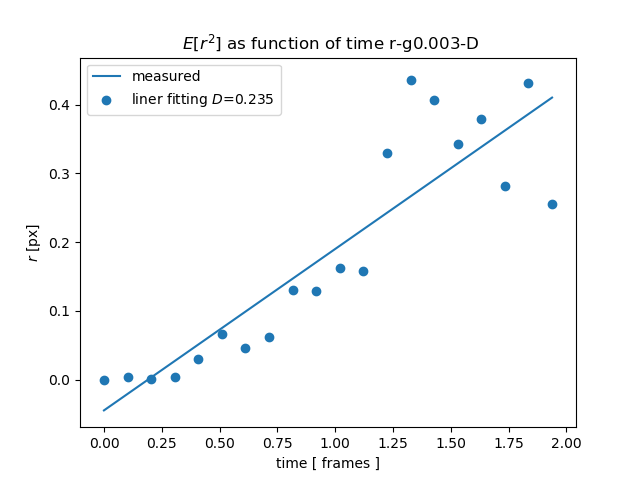 E[r²] as function of time r-g0.003-D
measured
liner fitting D=0.235
r [px]
0.4
0.3
0.2
0.1
0.0
0.00 0.25 0.50 0.75 1.00 1.25 1.50 1.75 2.00
time [ frames ]